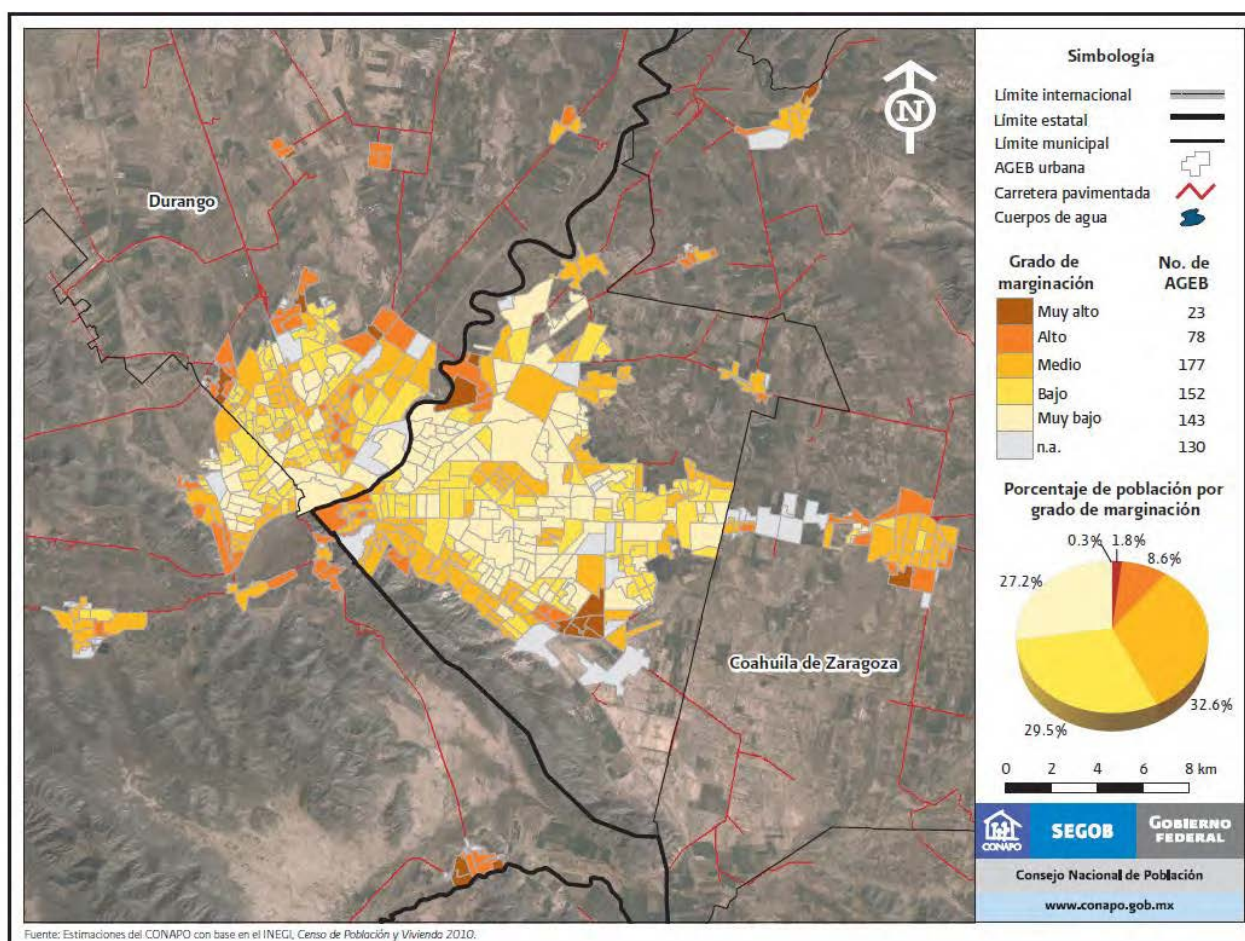 N
Durango
Coahuila de Zaragoza
Simbología
Límite internacional
Límite estatal
Límite municipal
AGEB urbana
Carretera pavimentada
Cuerpos de agua
Grado de marginación No. de AGEB
Muy alto 23
Alto 78
Medio 177
Bajo 152
Muy bajo 143
n.a. 130
Porcentaje de población por
grado de marginación
0.3% 1.8%
8.6%
27.2%
32.6%
29.5%
0 2 4 6 8 km
CONAPO
SEGOB
GOBIERNO
FEDERAL
Consejo Nacional de Población
www.conapo.gob.mx
Fuente: Estimaciones del CONAPO con base en el INEGI, Censo de Población y Vivienda 2010.